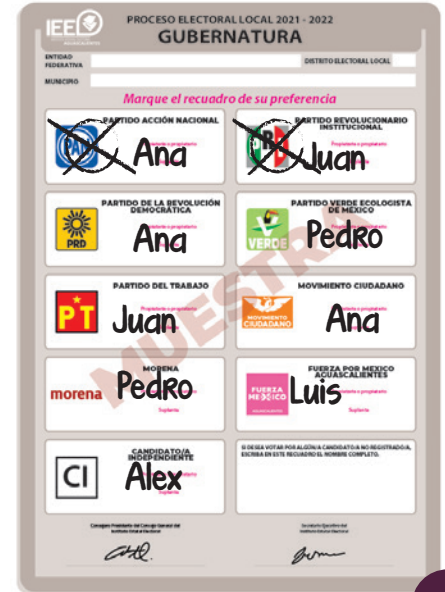 IEE
PROCESO ELECTORAL LOCAL 2021 - 2022
GUBERNATURA
ENTIDAD FEDERATIVA
DISTRITO ELECTORAL LOCAL
MUNICIPIO
Marque el recuadro de su preferencia
PARTIDO ACCIÓN NACIONAL
PAN
Ana
PARTIDO REVOLUCIONARIO
INSTITUCIONAL
Juan
PARTIDO DE LA REVOLUCIÓN
DEMOCRÁTICA
PRD
Ana
PARTIDO VERDE ECOLOGISTA
DE MÉXICO
VERDE
Pedro
PARTIDO DEL TRABAJO
PT
Juan
MOVIMIENTO CIUDADANO
MOVIMIENTO
CIUDADANO
Ana
MORENA
morena
Pedro
FUERZA POR MEXICO
AGUASCALIENTES
FUERZA
MEXICO
Luis
CANDIDATO/A
INDEPENDIENTE
CI
Alex
SI DESEA VOTAR POR ALGÚN/A CANDIDATO/A NO REGISTRADO/A,
ESCRIBA EN ESTE RECUADRO EL NOMBRE COMPLETO.
MUESTRA